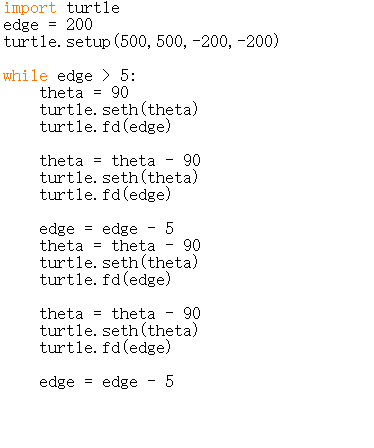 import turtle
edge = 200
turtle.setup(500,500,-200,-200)

while edge > 5:
    theta = 90
    turtle.seth(theta)
    turtle.fd(edge)

    theta = theta - 90
    turtle.seth(theta)
    turtle.fd(edge)

    edge = edge - 5
    theta = theta - 90
    turtle.seth(theta)
    turtle.fd(edge)

    theta = theta - 90
    turtle.seth(theta)
    turtle.fd(edge)

    edge = edge - 5